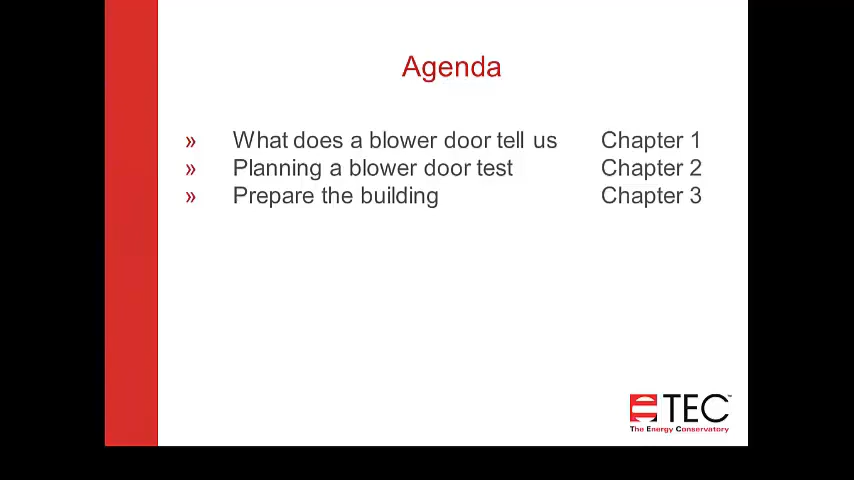 Agenda
» What does a blower door tell us Chapter 1
» Planning a blower door test Chapter 2
» Prepare the building Chapter 3
TEC™
The Energy Conservatory